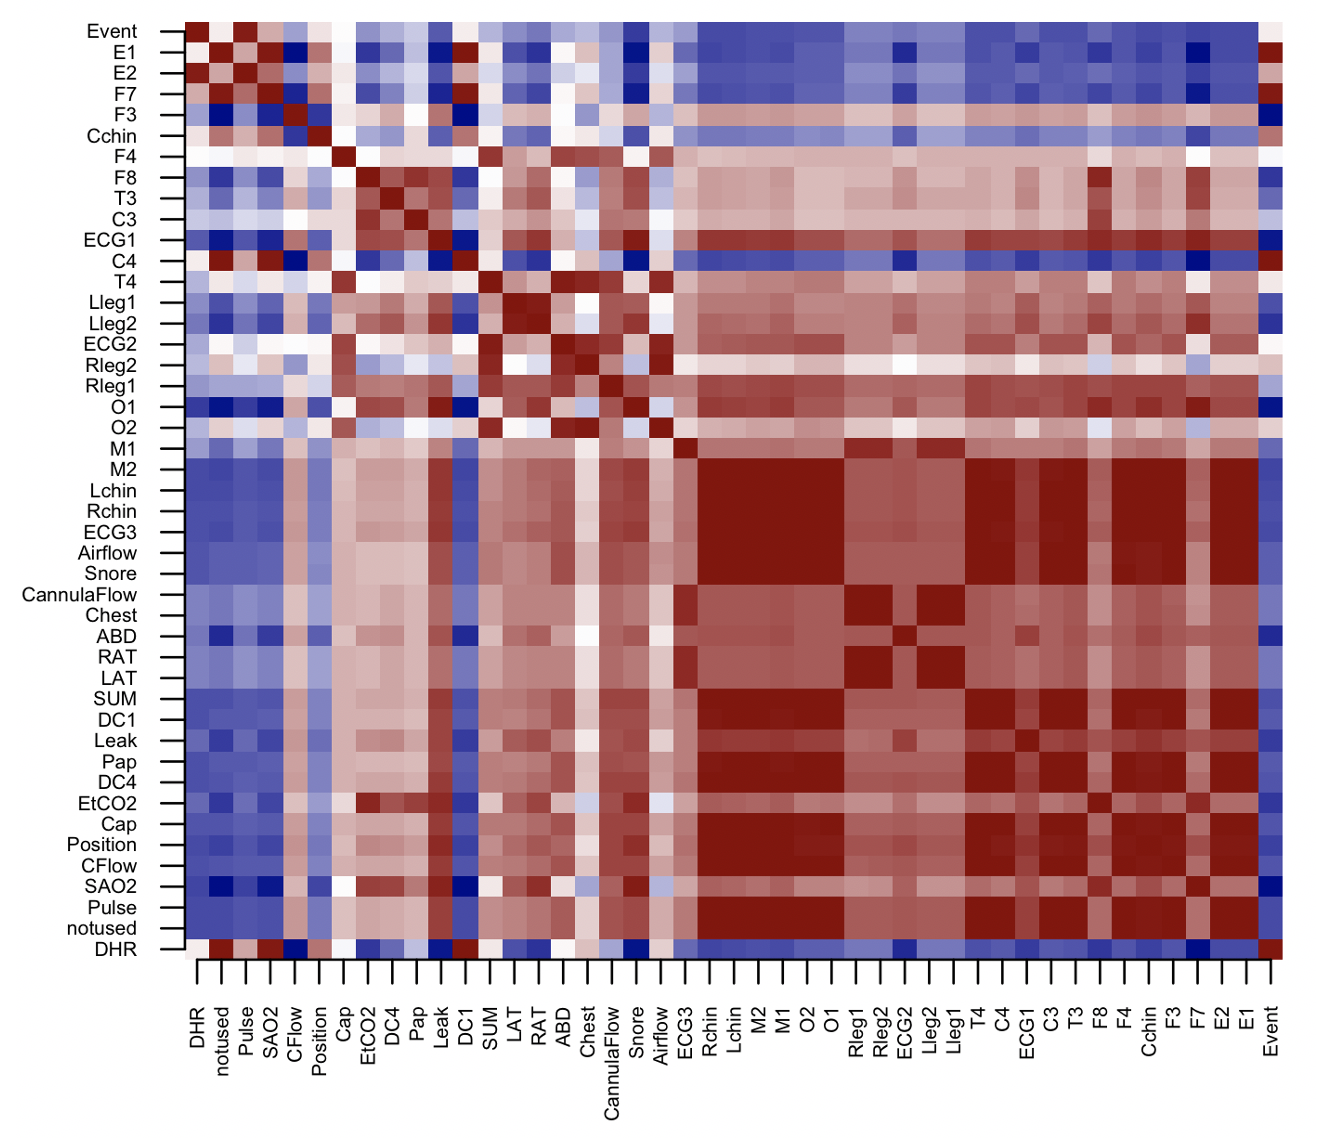 Event
E1
E2
F7
F3
Cchin
F4
F8
T3
C3
ECG1
C4
T4
Lleg1
Lleg2
ECG2
Rleg2
Rleg1
O1
O2
M1
M2
Lchin
Rchin
ECG3
Airflow
Snore
CannulaFlow
Chest
ABD
RAT
LAT
SUM
DC1
Leak
Pap
DC4
EtCO2
Cap
Position
CFlow
SAO2
Pulse
notused
DHR
DHR
notused
Pulse
SAO2
CFlow
Position
Cap
EtCO2
DC4
Pap
Leak
DC1
SUM
LAT
RAT
ABD
Chest
CannulaFlow
Snore
Airflow
ECG3
Rchin
Lchin
M2
M1
O2
O1
Rleg1
Rleg2
ECG2
Lleg2
Lleg1
T4
C4
ECG1
C3
T3
F8
F4
Cchin
F3
F7
E2
E1
Event